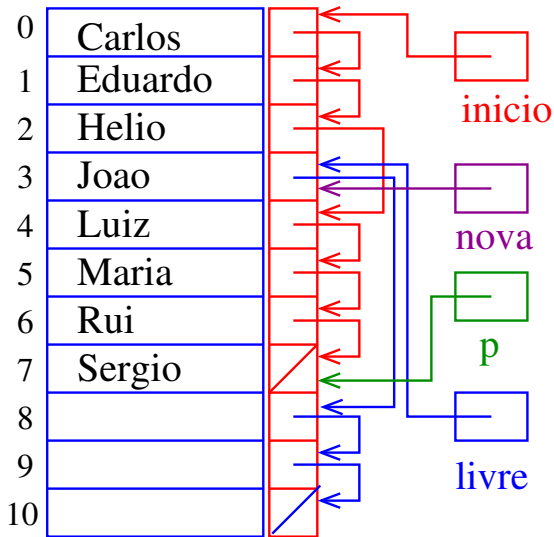 0 Carlos
1 Eduardo
inicio
2 Helio
3 Joao
nova
4 Luiz
5 Maria
6 Rui
p
7 Sergio
8
livre
9
10